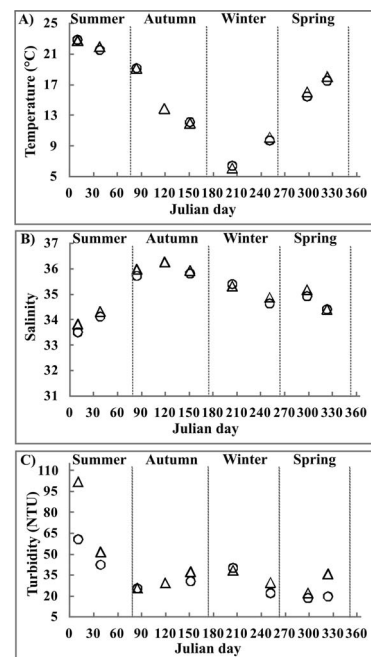 A) Summer Autumn Winter Spring
25
21
17
13
9
5
Temperature (°C)
0 30 60 90 120 150 180 210 240 270 300 330 360
Julian day
B) Summer Autumn Winter Spring
37
36
35
34
33
32
31
Salinity
0 30 60 90 120 150 180 210 240 270 300 330 360
Julian day
C) Summer Autumn Winter Spring
110
95
80
65
50
35
20
5
Turbidity (NTU)
0 30 60 90 120 150 180 210 240 270 300 330 360
Julian day